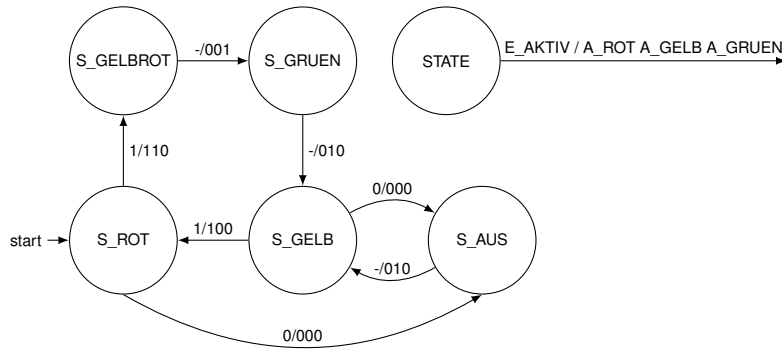 -/001
S_GELBROT
S_GRUEN
STATE
E_AKTIV / A_ROT A_GELB A_GRUEN
1/110
-/010
0/000
start
S_ROT
1/100
S_GELB
S_AUS
-/010
0/000